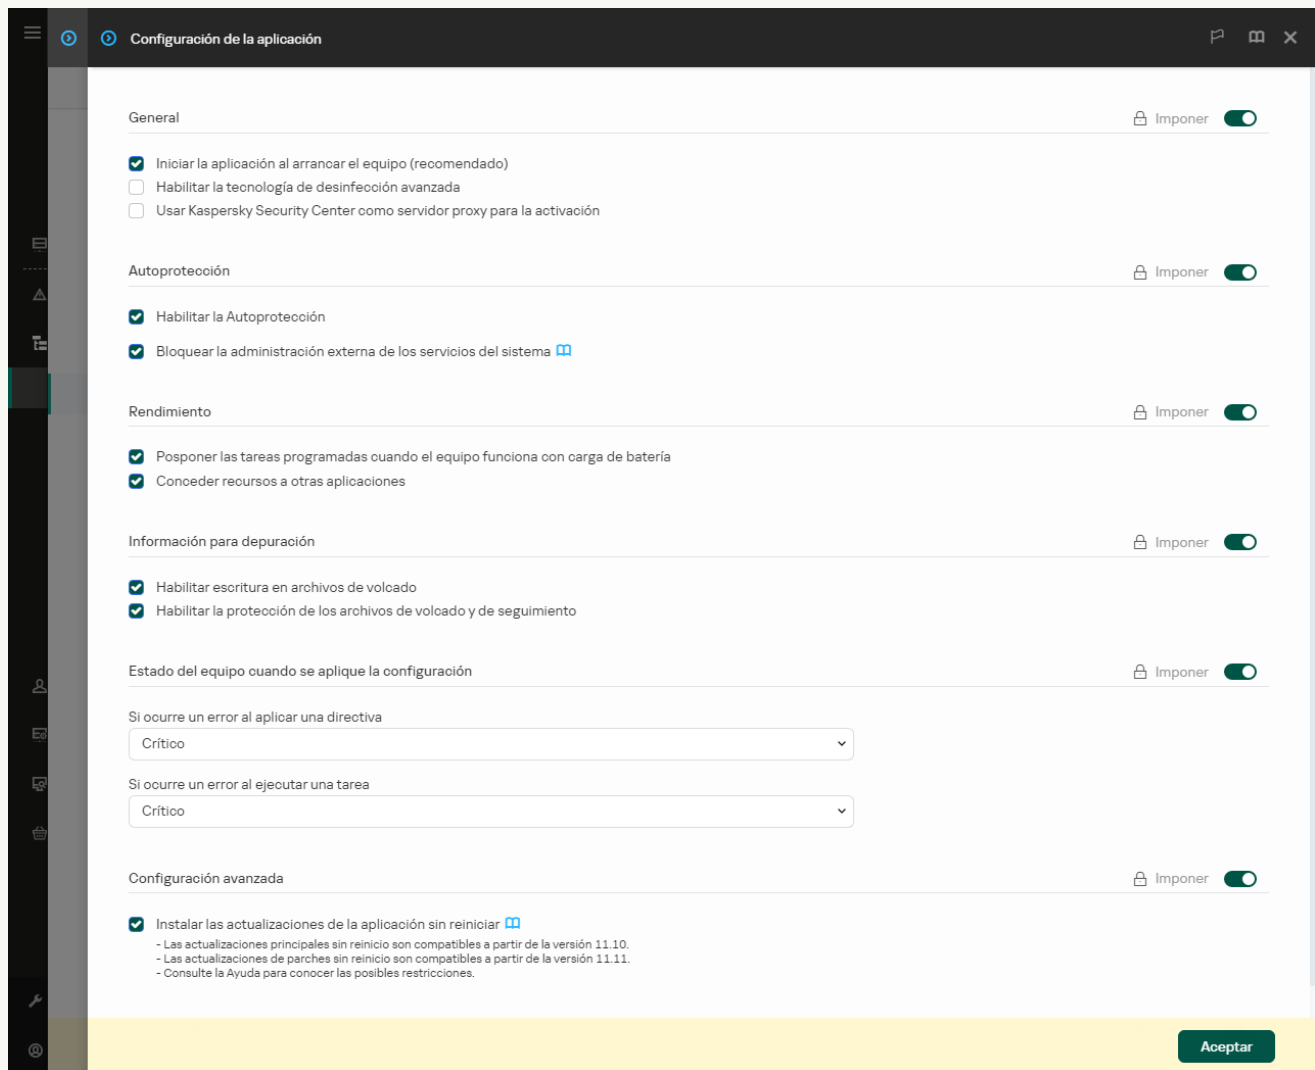 Configuración de la aplicación
General
Imponer
Iniciar la aplicación al arrancar el equipo (recomendado)
Habilitar la tecnología de desinfección avanzada
Usar Kaspersky Security Center como servidor proxy para la activación
Autoprotección
Imponer
Habilitar la Autoprotección
Bloquear la administración externa de los servicios del sistema
Rendimiento
Imponer
Posponer las tareas programadas cuando el equipo funciona con carga de batería
Conceder recursos a otras aplicaciones
Información para depuración
Imponer
Habilitar escritura en archivos de volcado
Habilitar la protección de los archivos de volcado y de seguimiento
Estado del equipo cuando se aplique la configuración
Imponer
Si ocurre un error al aplicar una directiva
Crítico
Si ocurre un error al ejecutar una tarea
Crítico
Configuración avanzada
Imponer
Instalar las actualizaciones de la aplicación sin reiniciar
- Las actualizaciones principales sin reinicio son compatibles a partir de la versión 11.10.
- Las actualizaciones de parches sin reinicio son compatibles a partir de la versión 11.11.
- Consulte la Ayuda para conocer las posibles restricciones.
Aceptar